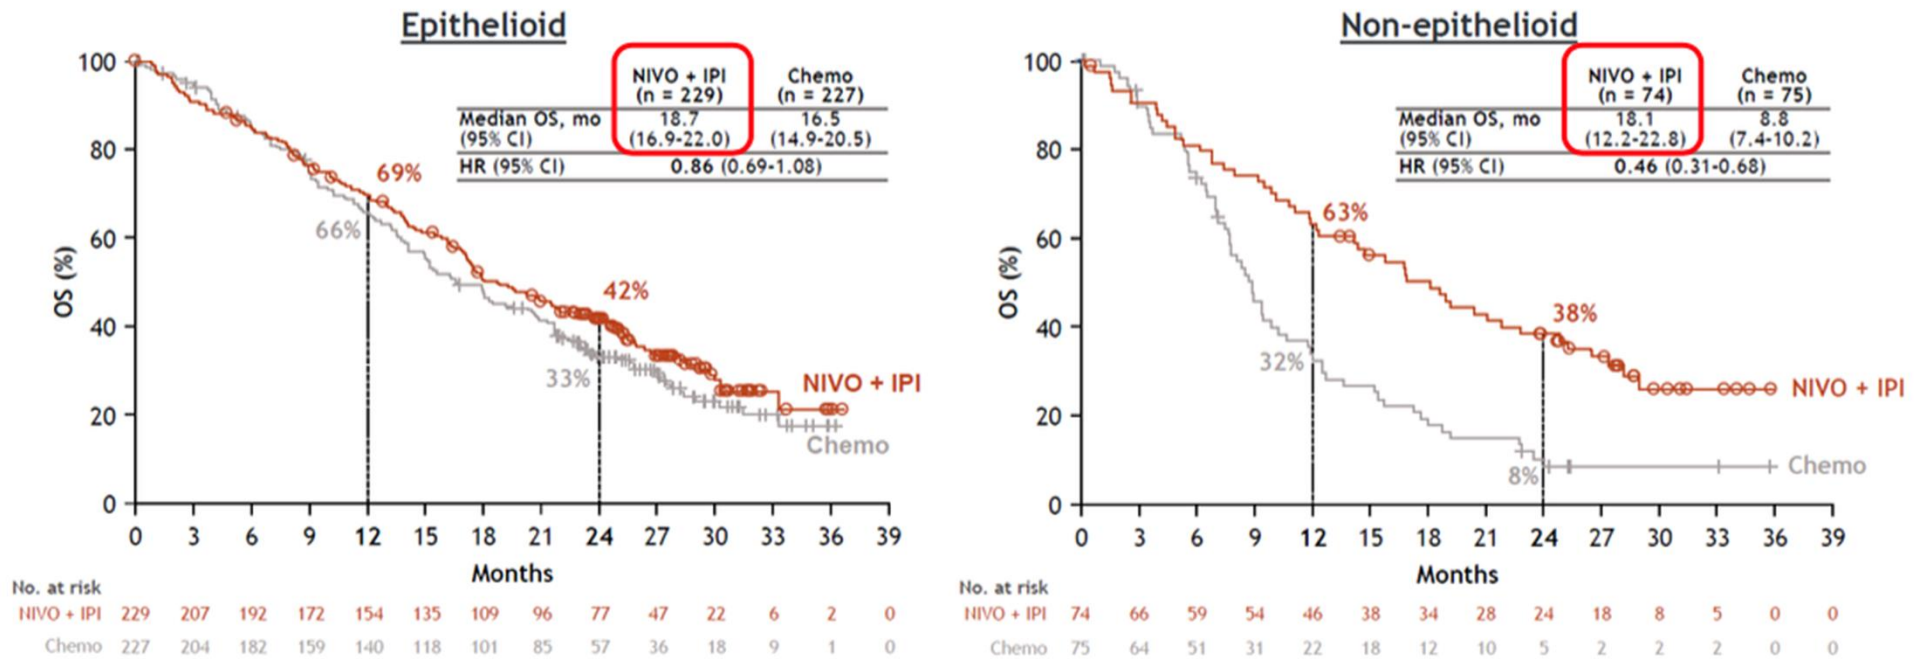 Epithelioid
NIVO + IPI Chemo
(n = 229) (n = 227)
Median OS, mo 18.7 16.5
(95% CI) (16.9-22.0) (14.9-20.5)
HR (95% CI) 0.86 (0.69-1.08)
OS (%)
100
80
60
40
20
0
69%
66%
42%
33%
NIVO + IPI
Chemo
0 3 6 9 12 15 18 21 24 27 30 33 36 39
Months
No. at risk
NIVO + IPI 229 207 192 172 154 135 109 96 77 47 22 6 2 0
Chemo 227 204 182 159 140 118 101 85 57 36 18 9 1 0
Non-epithelioid
NIVO + IPI Chemo
(n = 74) (n = 75)
Median OS, mo 18.1 8.8
(95% CI) (12.2-22.8) (7.4-10.2)
HR (95% CI) 0.46 (0.31-0.68)
OS (%)
100
80
60
40
20
0
63%
32%
38%
8%
NIVO + IPI
Chemo
0 3 6 9 12 15 18 21 24 27 30 33 36 39
Months
No. at risk
NIVO + IPI 74 66 59 54 46 38 34 28 24 18 8 5 0 0
Chemo 75 64 51 31 22 18 12 10 5 2 2 2 0 0